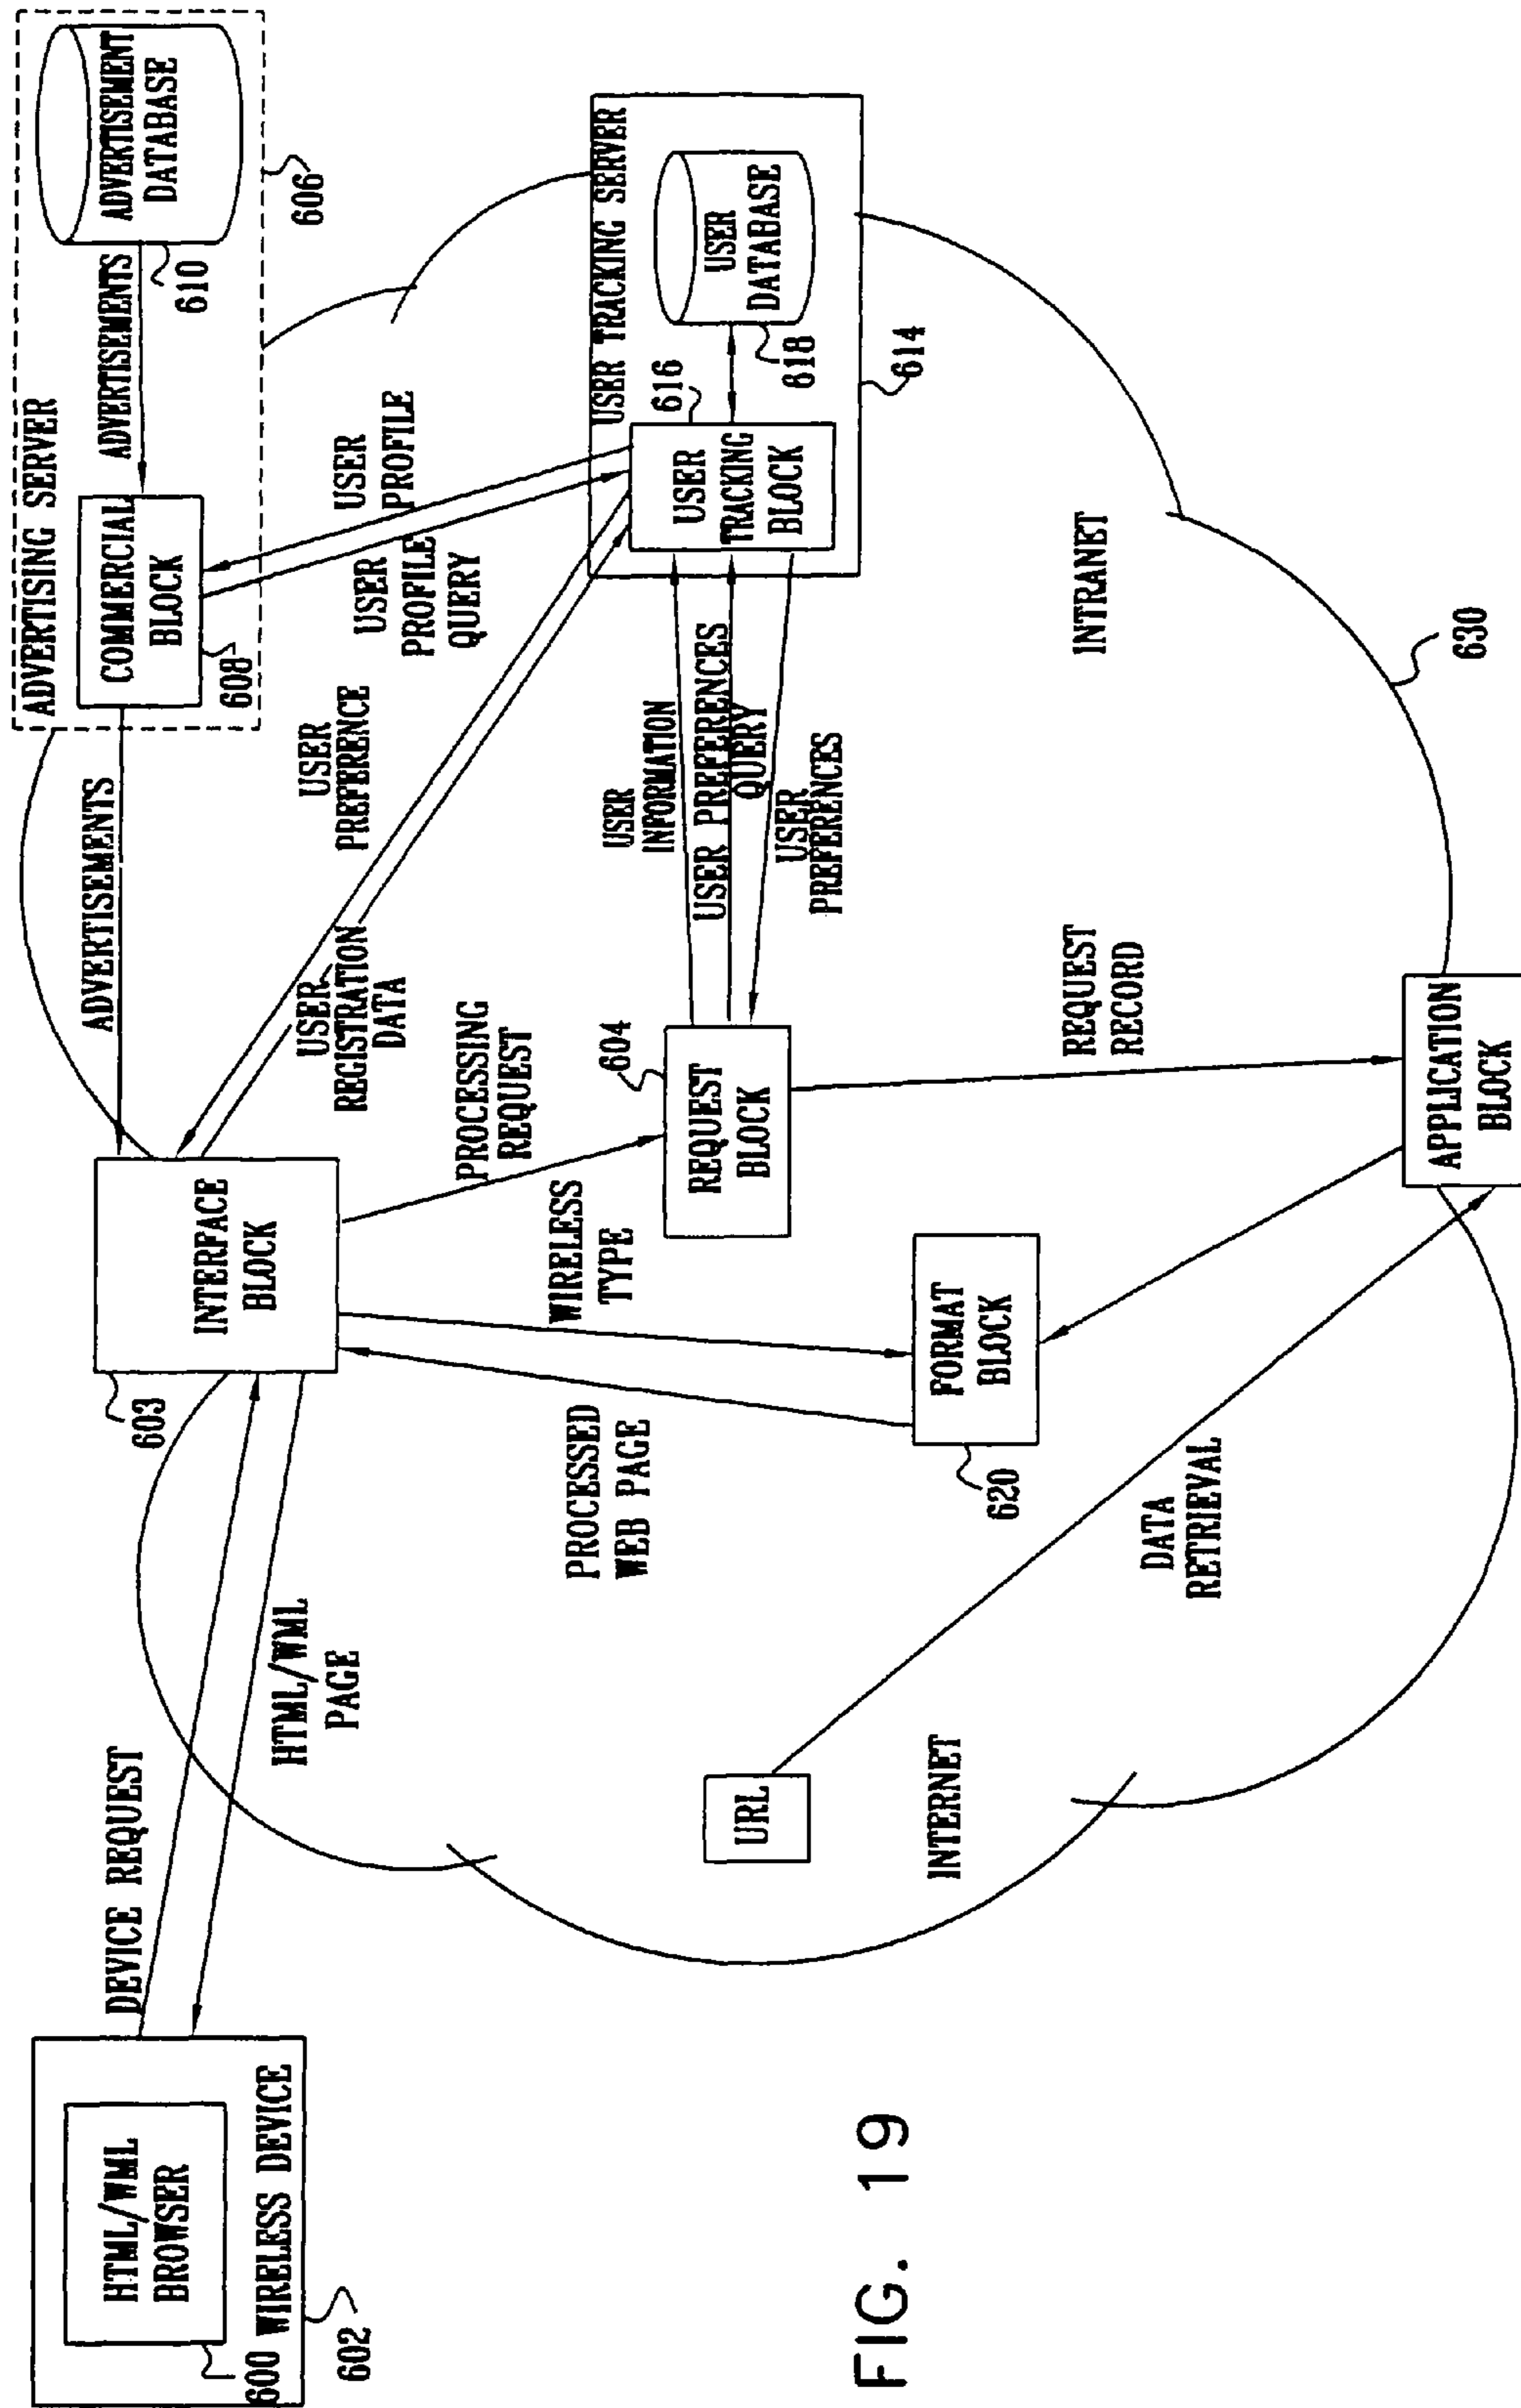 HTML/WML
BROWSER
600
WIRELESS DEVICE
602
DEVICE REQUEST
HTML/WML
PAGE
INTERFACE
BLOCK
603
ADVERTISEMENTS
ADVERTISING SERVER
COMMERCIAL
BLOCK
608
ADVERTISEMENTS
ADVERTISEMENT
DATABASE
610
606
USER
PREFERENCE
USER
REGISTRATION
DATA
USER
PROFILE
USER
PROFILE
QUERY
USER TRACKING SERVER
USER
TRACKING
BLOCK
616
USER
DATABASE
618
614
PROCESSING
REQUEST
604
REQUEST
BLOCK
USER
INFORMATION
USER PREFERENCES
QUERY
USER
PREFERENCES
WIRELESS
TYPE
PROCESSED
WEB PAGE
FORMAT
BLOCK
620
REQUEST
RECORD
INTRANET
630
URL
INTERNET
DATA
RETRIEVAL
APPLICATION
BLOCK
FIG. 19